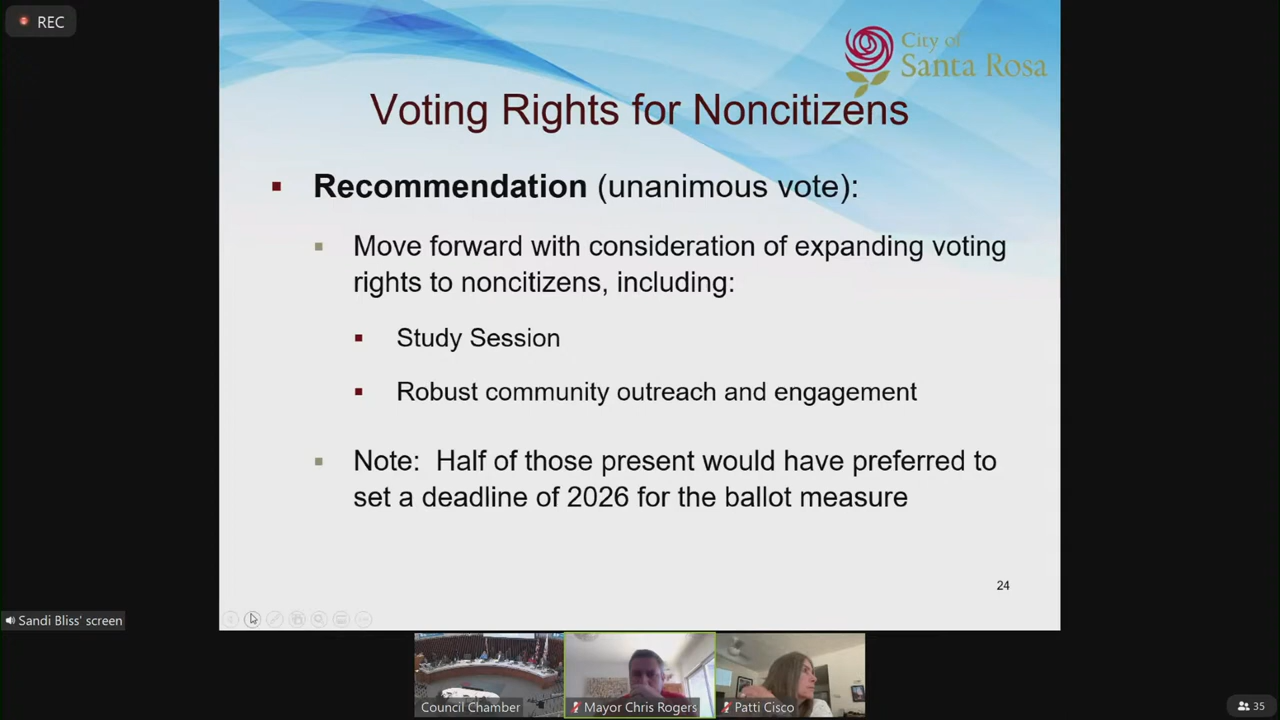 REC
City of
Santa Rosa
Voting Rights for Noncitizens
Recommendation (unanimous vote):
Move forward with consideration of expanding voting
rights to noncitizens, including:
Study Session
Robust community outreach and engagement
Note: Half of those present would have preferred to
set a deadline of 2026 for the ballot measure
24
Sandi Bliss' screen
Council Chamber
Mayor Chris Rogers
Patti Cisco
35